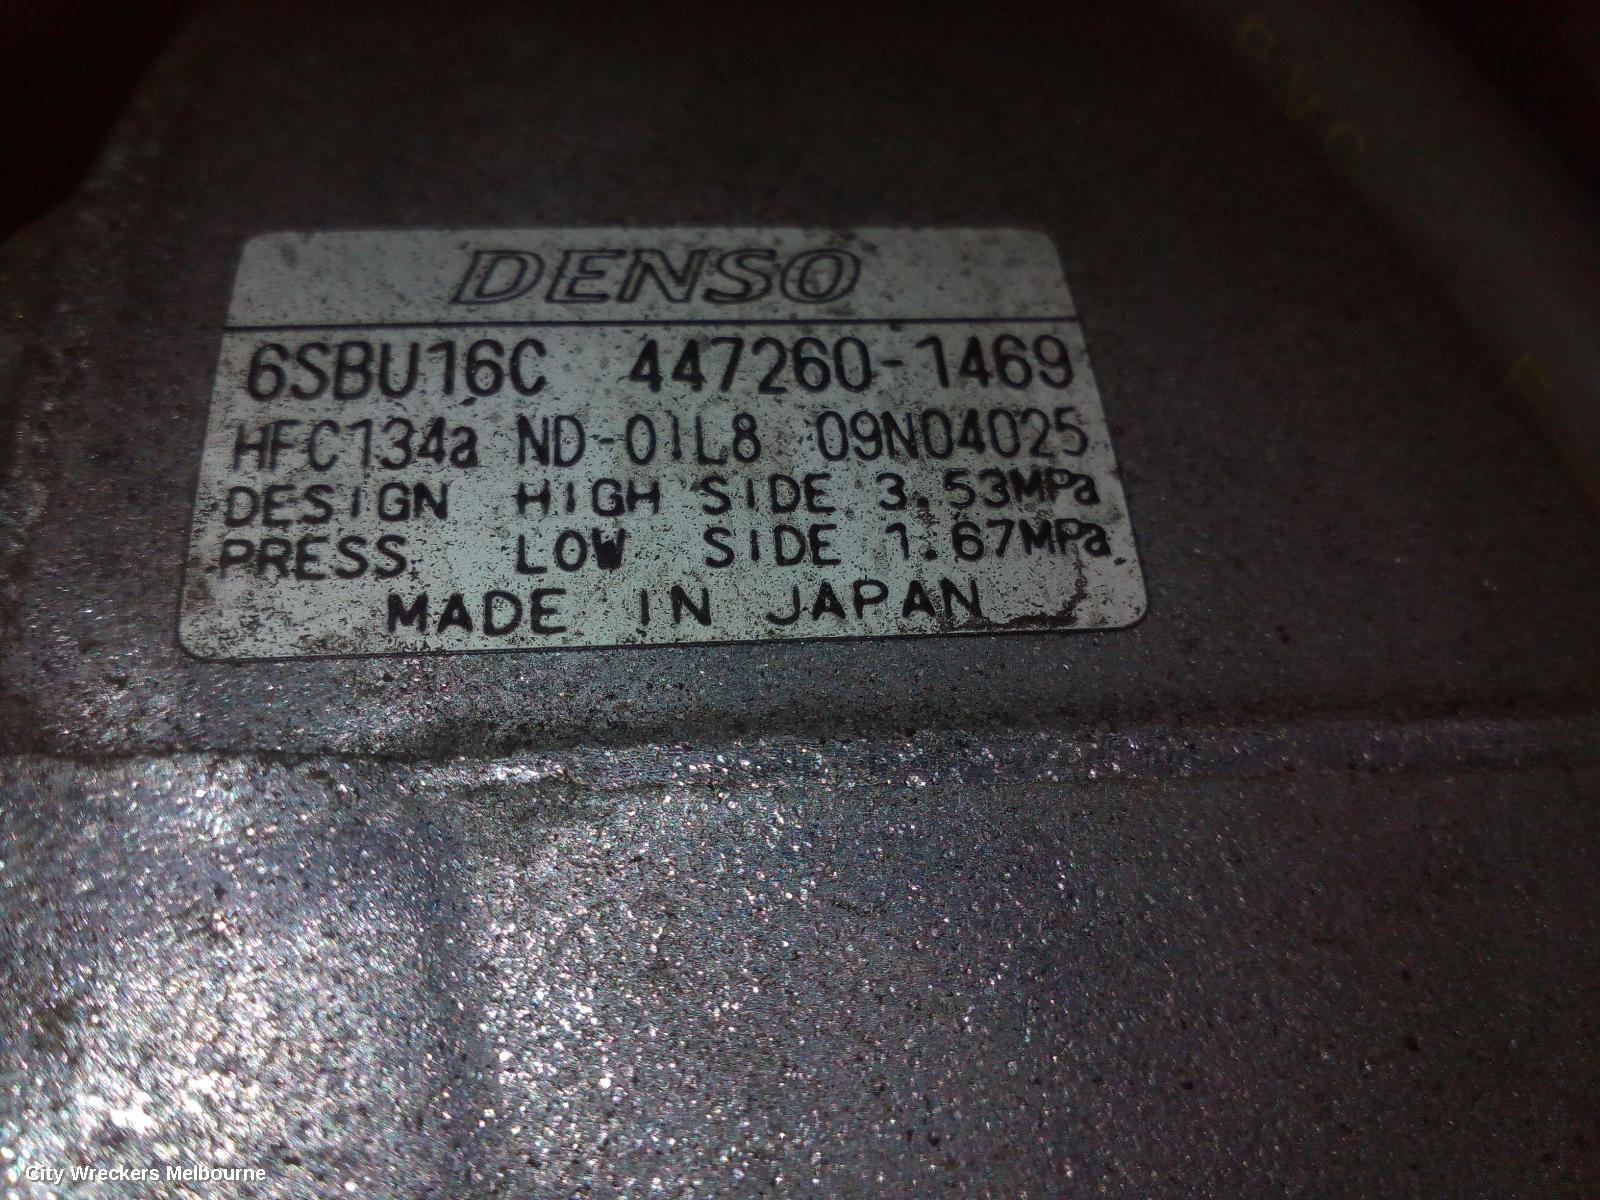 DENSO
6SBU16C 447260-1469
HFC134a ND-OIL8 09N04025
DESIGN HIGH SIDE 3.53MPa
PRESS. LOW SIDE 1.67MPa
MADE IN JAPAN
City Wreckers Melbourne